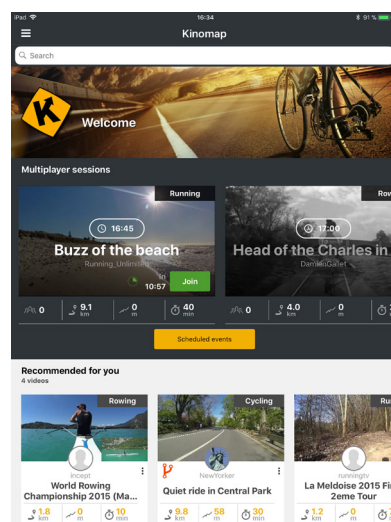 iPad 16:34 91 %
Kinomap
Search
Welcome
Multiplayer sessions
Running
16:45
Buzz of the beach
Running_Unlimited
in
10:57
Join
0
9.1
km
0
m
40
min
Row
17:00
Head of the Charles in
DamienGallet
0
4.0
km
0
m
Scheduled events
Recommended for you
4 videos
Rowing
incept
World Rowing
Championship 2015 (Ma...
1.8
km
0
m
10
min
Cycling
NewYorker
Quiet ride in Central Park
9.8
km
58
m
30
min
Run
runningtv
La Meldoise 2015 Fi
2eme Tour
1.2
km
0
m